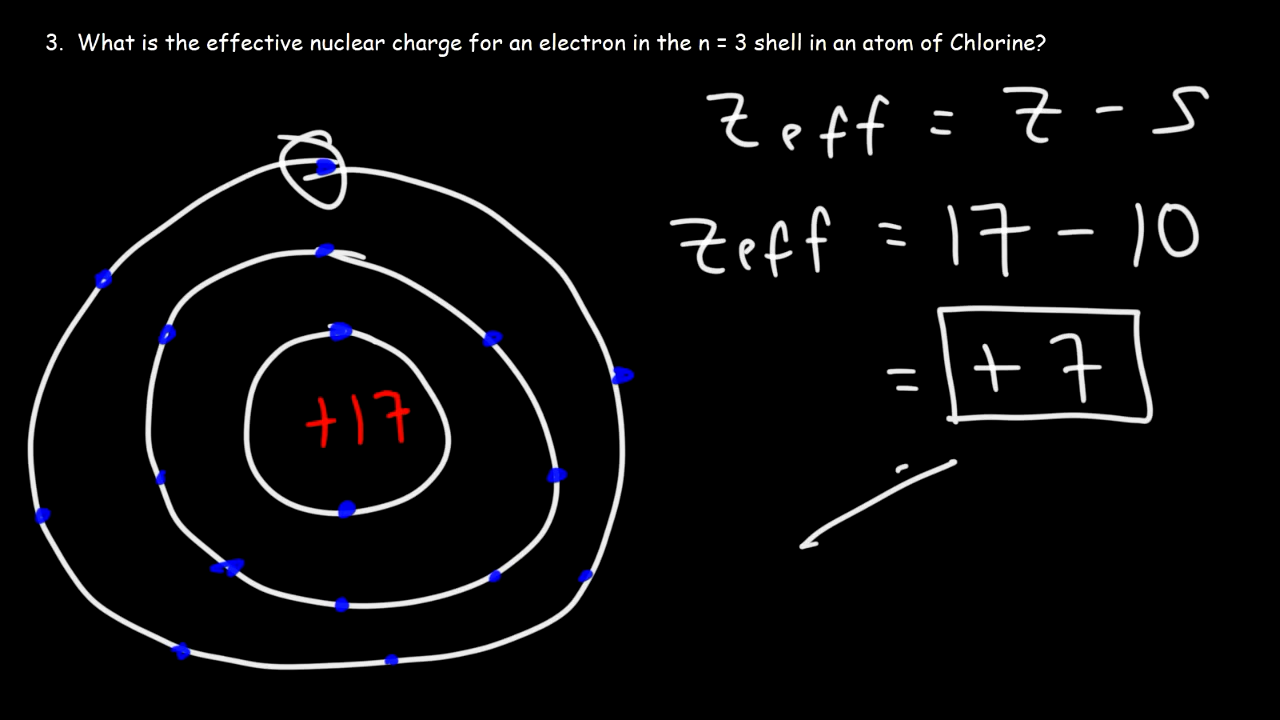 3. What is the effective nuclear charge for an electron in the n = 3 shell in an atom of Chlorine?
Zeff = Z - S
Zeff = 17 - 10
= + 7
+17